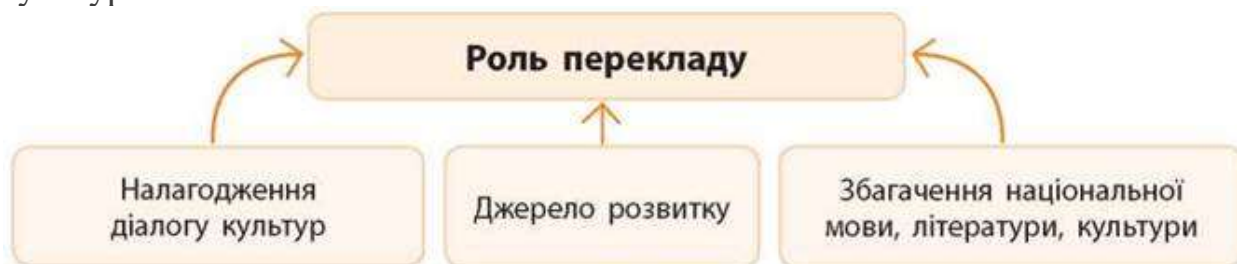 Роль перекладу
Налагодження
діалогу культур
Джерело розвитку
Збагачення національної
мови, літератури, культури